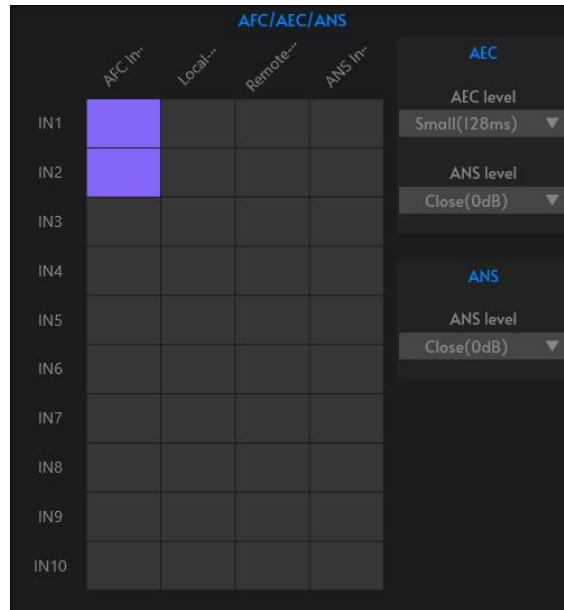 AFC/AEC/ANS
AFC In..
Local...
Remote...
ANS In..
IN1
IN2
IN3
IN4
IN5
IN6
IN7
IN8
IN9
IN10
AEC
AEC level
Small(128ms)
ANS level
Close(0dB)
ANS
ANS level
Close(0dB)